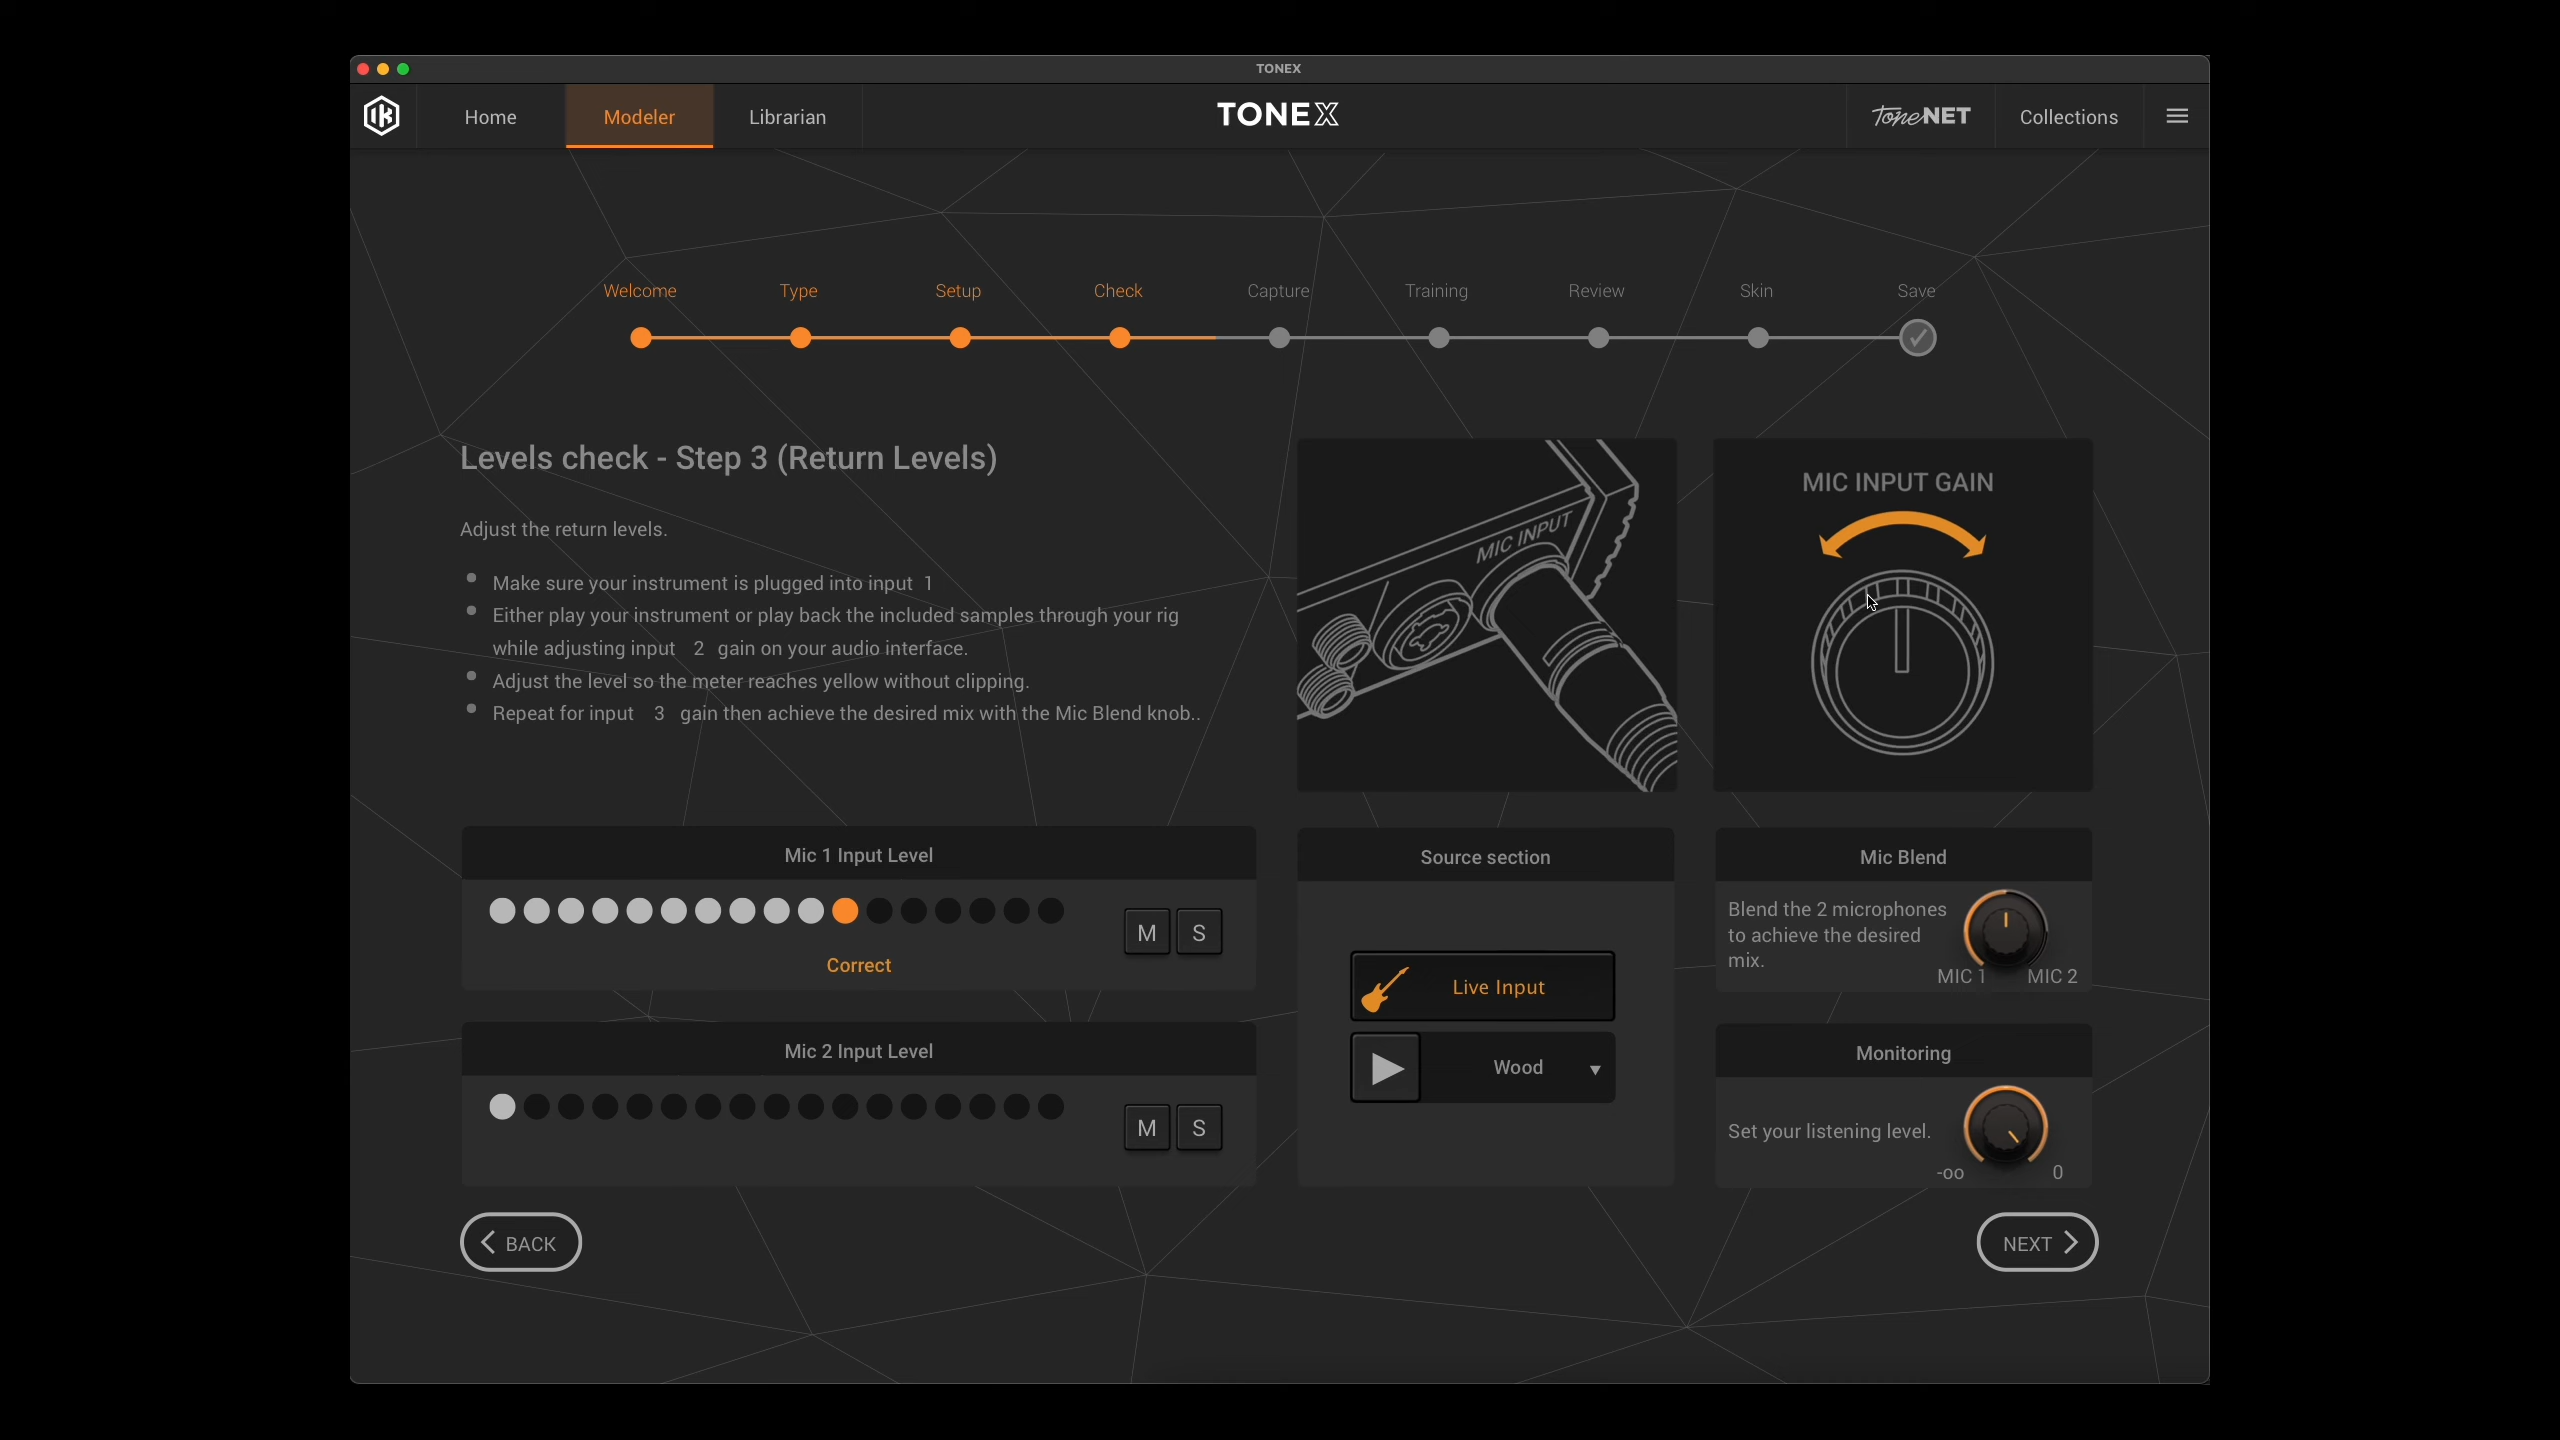 TONEX
Home
Modeler
Librarian
TONEX
ToneNET
Collections
Welcome
Type
Setup
Check
Capture
Training
Review
Skin
Save
Levels check - Step 3 (Return Levels)
Adjust the return levels.
Make sure your instrument is plugged into input 1
Either play your instrument or play back the included samples through your rig
while adjusting input 2 gain on your audio interface.
Adjust the level so the meter reaches yellow without clipping.
Repeat for input 3 gain then achieve the desired mix with the Mic Blend knob..
MIC INPUT
MIC INPUT GAIN
Mic 1 Input Level
M S
Correct
Mic 2 Input Level
M S
Source section
Live Input
Wood
Mic Blend
Blend the 2 microphones
to achieve the desired
mix.
MIC 1 MIC 2
Monitoring
Set your listening level.
-oo 0
BACK
NEXT